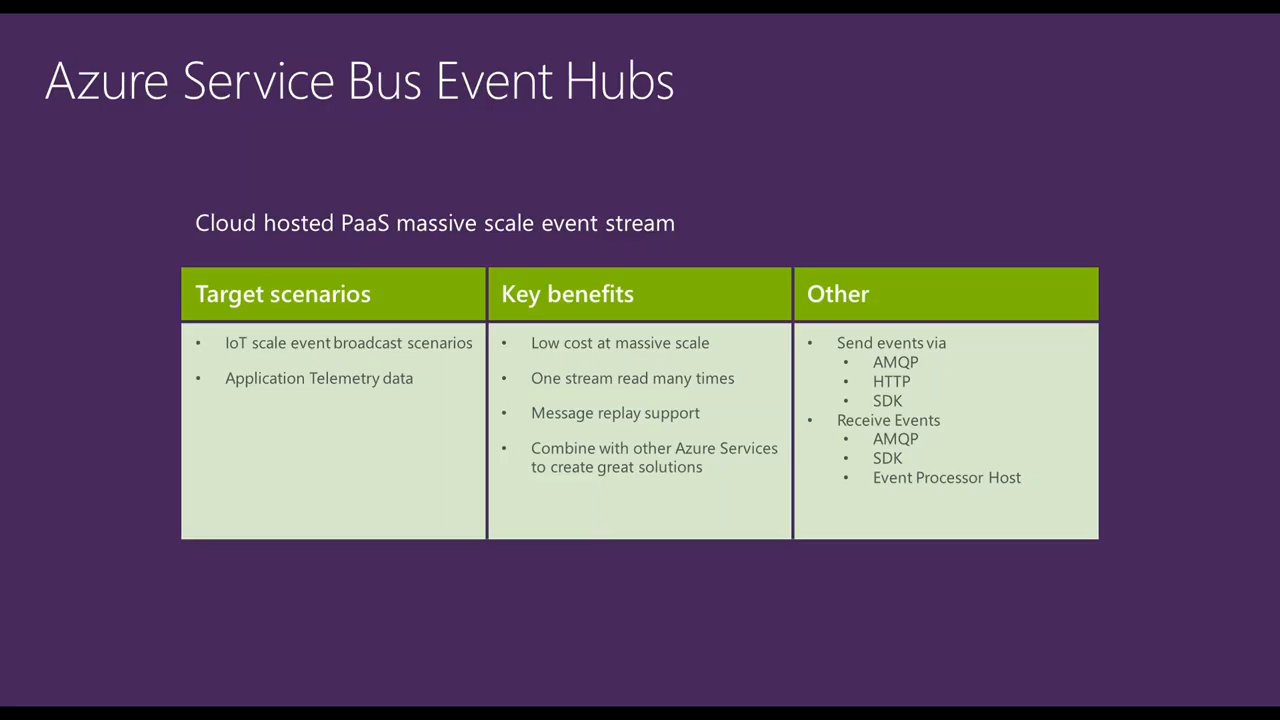 Azure Service Bus Event Hubs
Cloud hosted PaaS massive scale event stream
Target scenarios
• IoT scale event broadcast scenarios
• Application Telemetry data
Key benefits
• Low cost at massive scale
• One stream read many times
• Message replay support
• Combine with other Azure Services
to create great solutions
Other
• Send events via
• AMQP
• HTTP
• SDK
• Receive Events
• AMQP
• SDK
• Event Processor Host